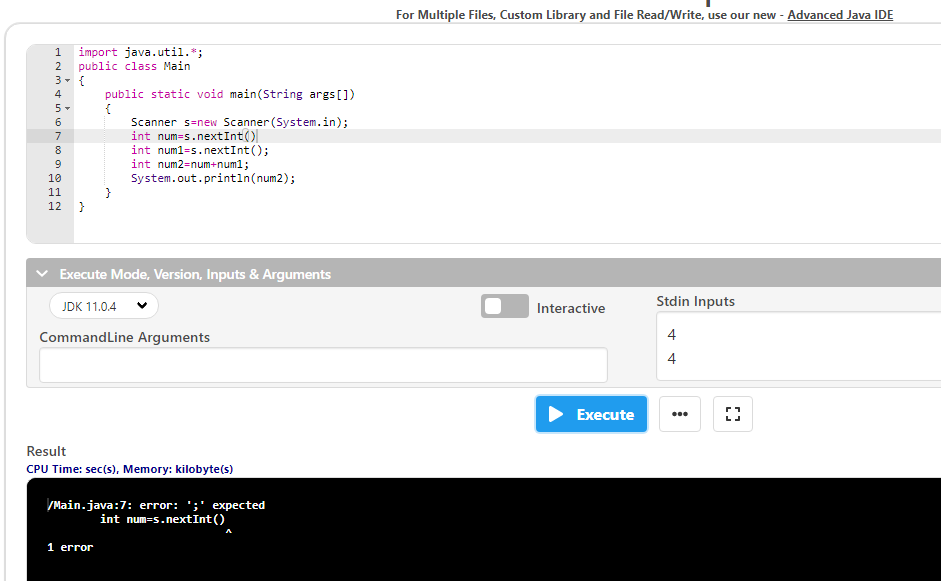 For Multiple Files, Custom Library and File Read/Write, use our new - Advanced Java IDE
1 import java.util.*;
2 public class Main
3 {
4 public static void main(String args[])
5 {
6 Scanner s=new Scanner(System.in);
7 int num=s.nextInt()
8 int num1=s.nextInt();
9 int num2=num+num1;
10 System.out.println(num2);
11 }
12 }
Execute Mode, Version, Inputs & Arguments
JDK 11.0.4
Interactive
Stdin Inputs
CommandLine Arguments
4
4
Execute
•••
Result
CPU Time: sec(s), Memory: kilobyte(s)
/Main.java:7: error: ';' expected
int num=s.nextInt()
^
1 error